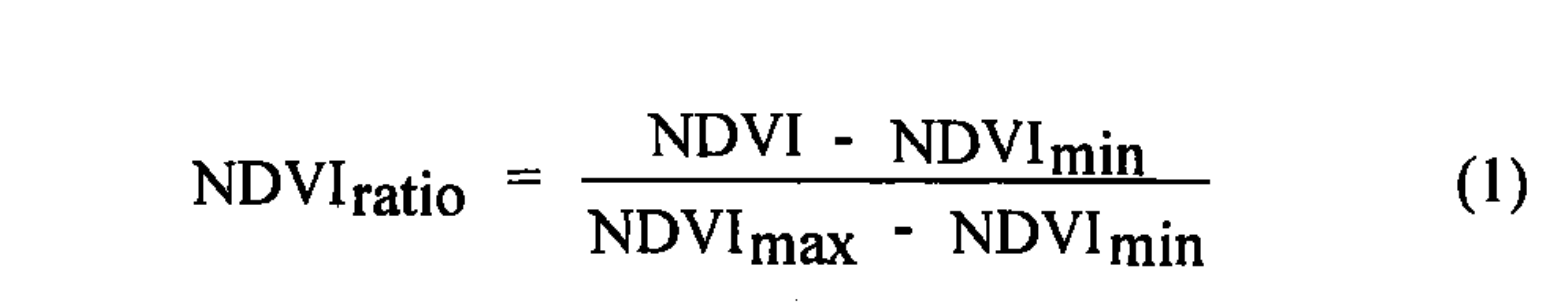 NDVIratio = NDVI - NDVImin / NDVImax - NDVImin (1)